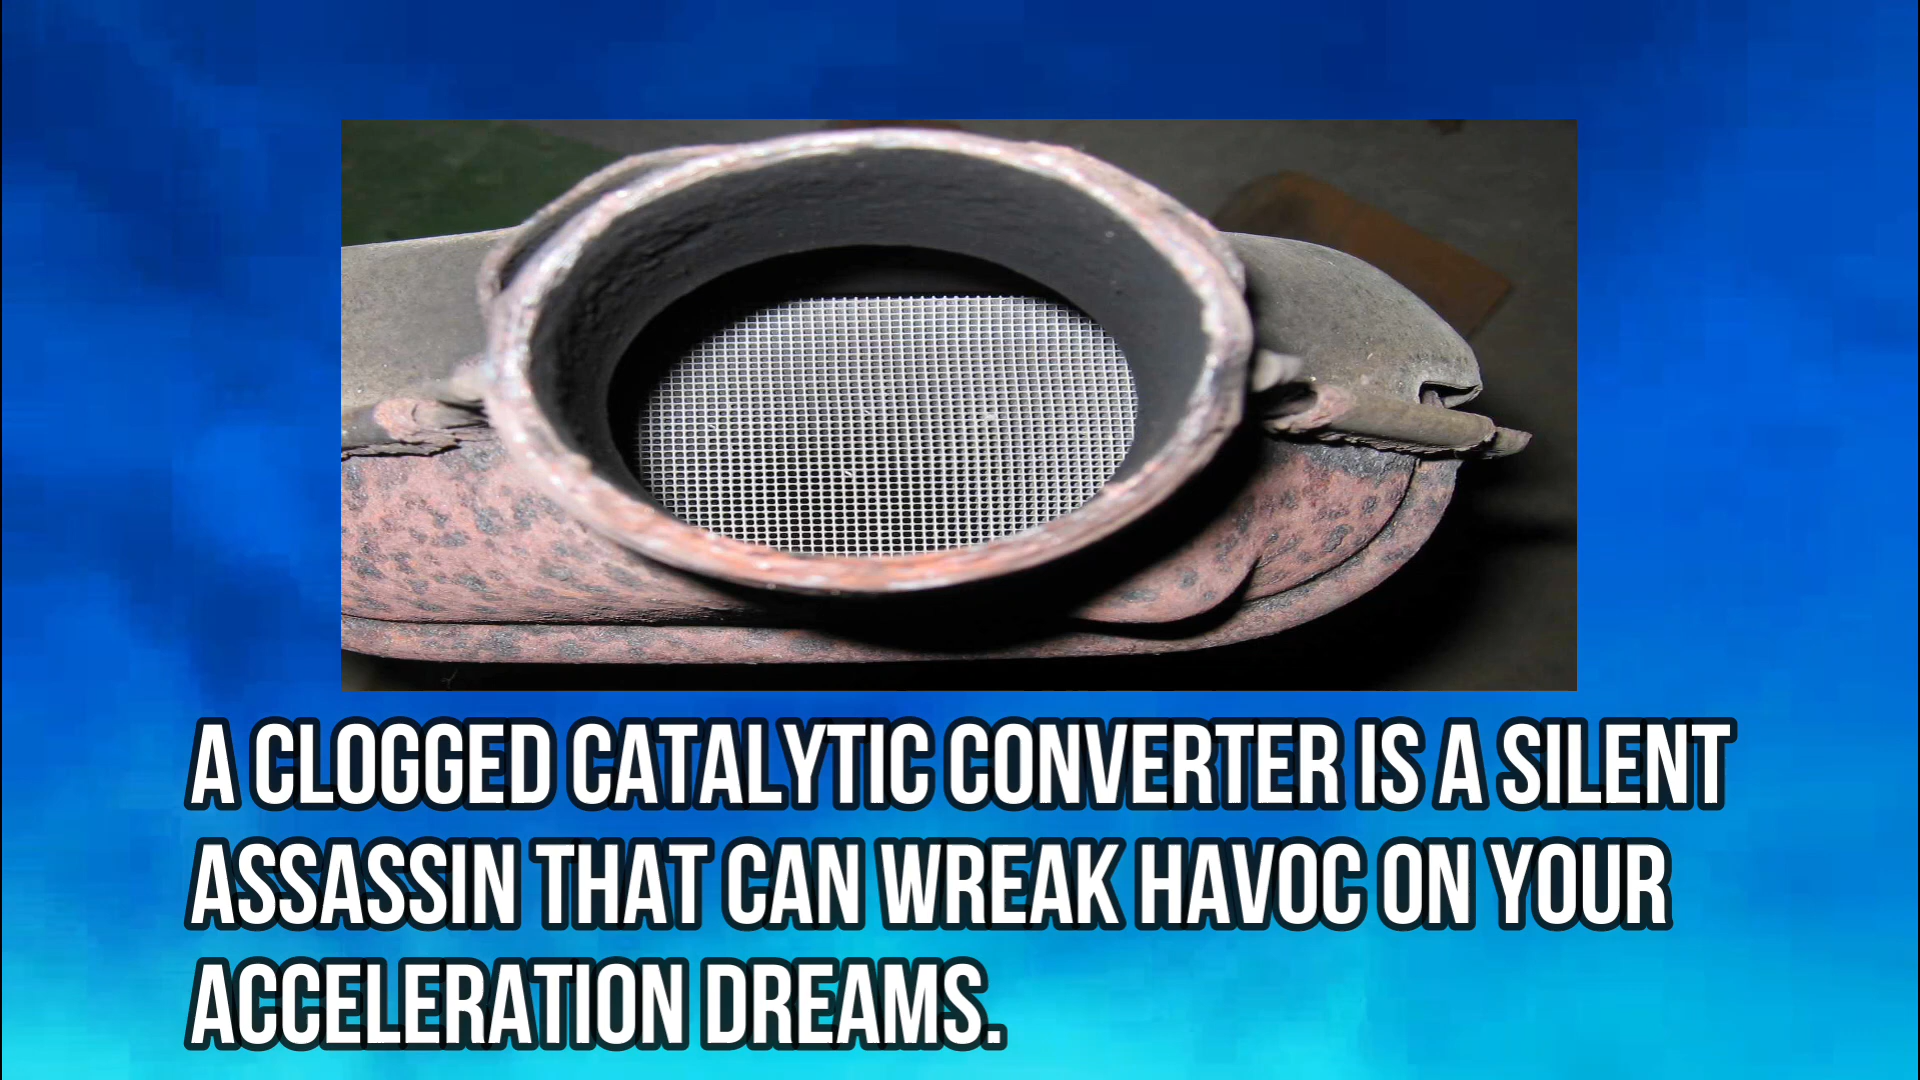 A CLOGGED CATALYTIC CONVERTER IS A SILENT
ASSASSIN THAT CAN WREAK HAVOC ON YOUR
ACCELERATION DREAMS.